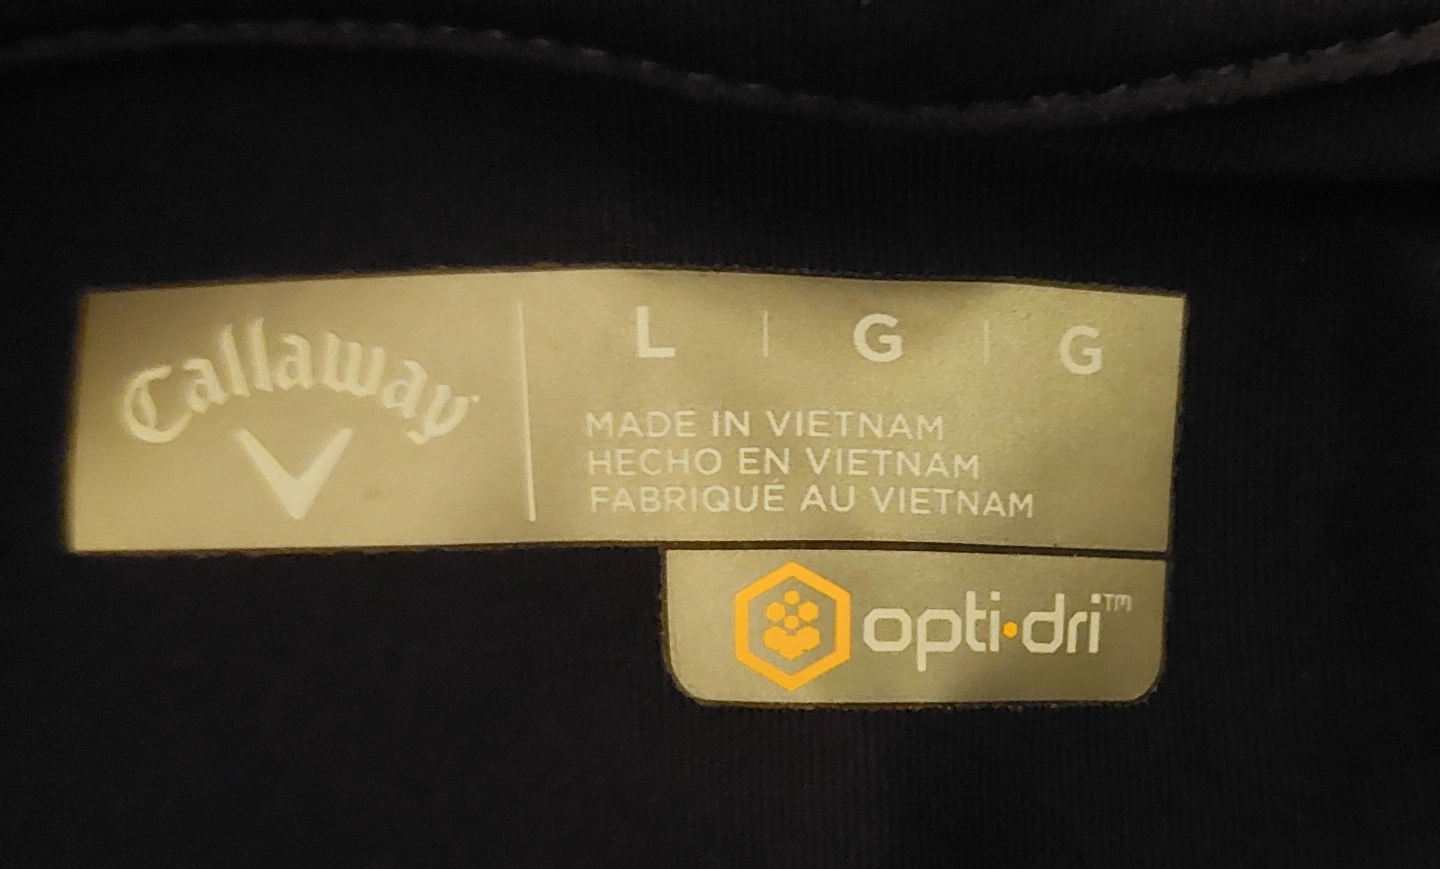 Callaway
L | G | G
MADE IN VIETNAM
HECHO EN VIETNAM
FABRIQUÉ AU VIETNAM
opti•dri™